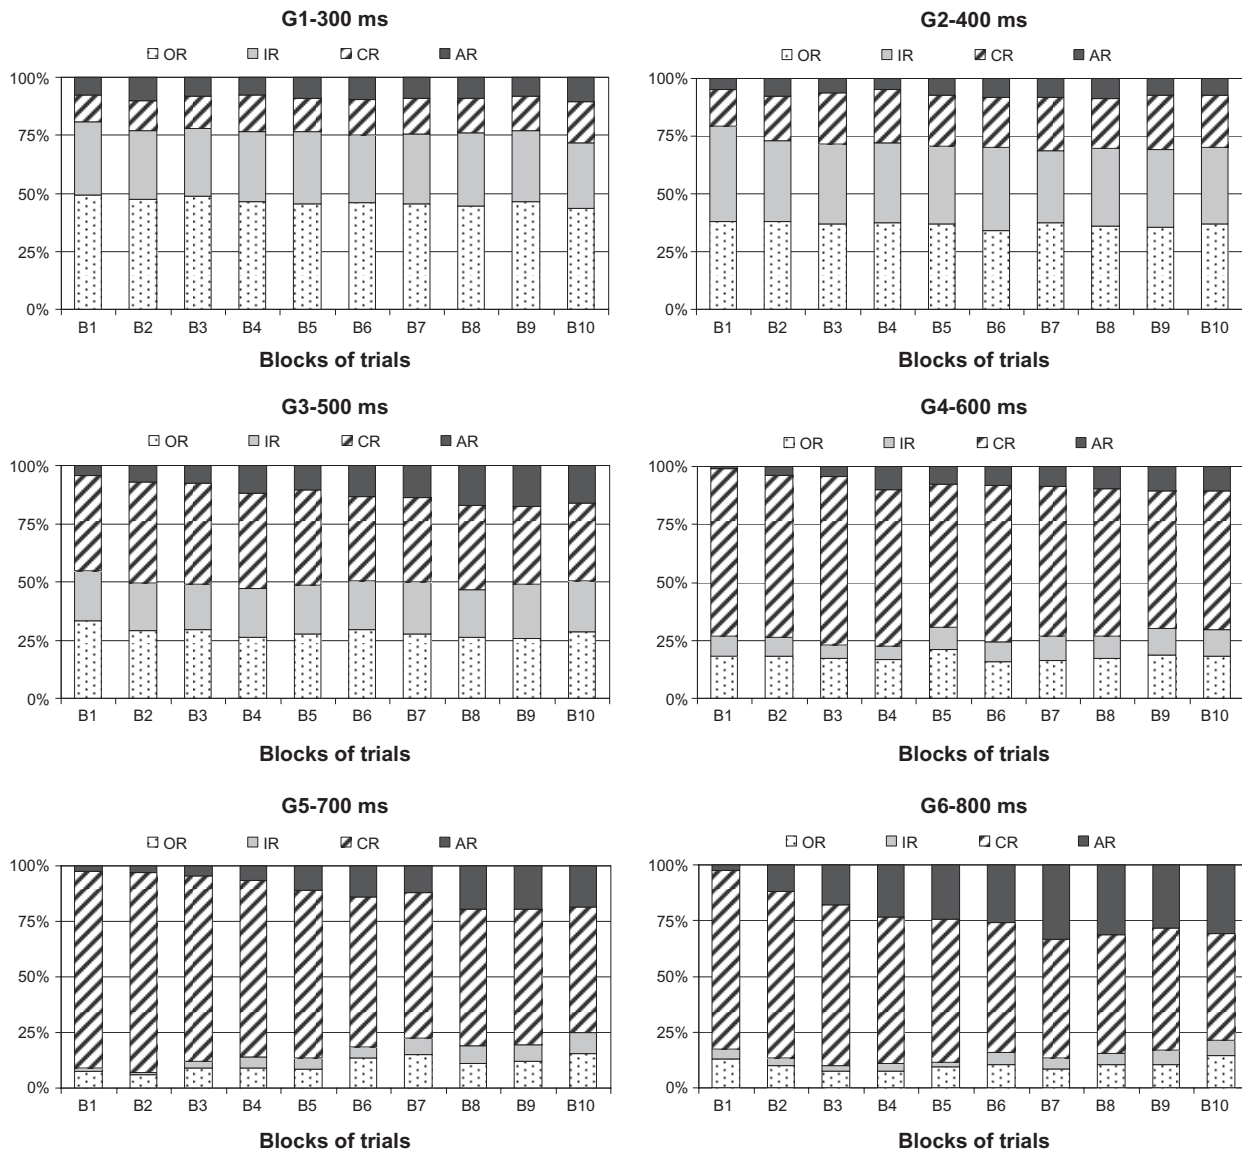 G1-300 ms
OR IR CR AR
100%
75%
50%
25%
0%
B1 B2 B3 B4 B5 B6 B7 B8 B9 B10
Blocks of trials
G2-400 ms
OR IR CR AR
100%
75%
50%
25%
0%
B1 B2 B3 B4 B5 B6 B7 B8 B9 B10
Blocks of trials
G3-500 ms
OR IR CR AR
100%
75%
50%
25%
0%
B1 B2 B3 B4 B5 B6 B7 B8 B9 B10
Blocks of trials
G4-600 ms
OR IR CR AR
100%
75%
50%
25%
0%
B1 B2 B3 B4 B5 B6 B7 B8 B9 B10
Blocks of trials
G5-700 ms
OR IR CR AR
100%
75%
50%
25%
0%
B1 B2 B3 B4 B5 B6 B7 B8 B9 B10
Blocks of trials
G6-800 ms
OR IR CR AR
100%
75%
50%
25%
0%
B1 B2 B3 B4 B5 B6 B7 B8 B9 B10
Blocks of trials